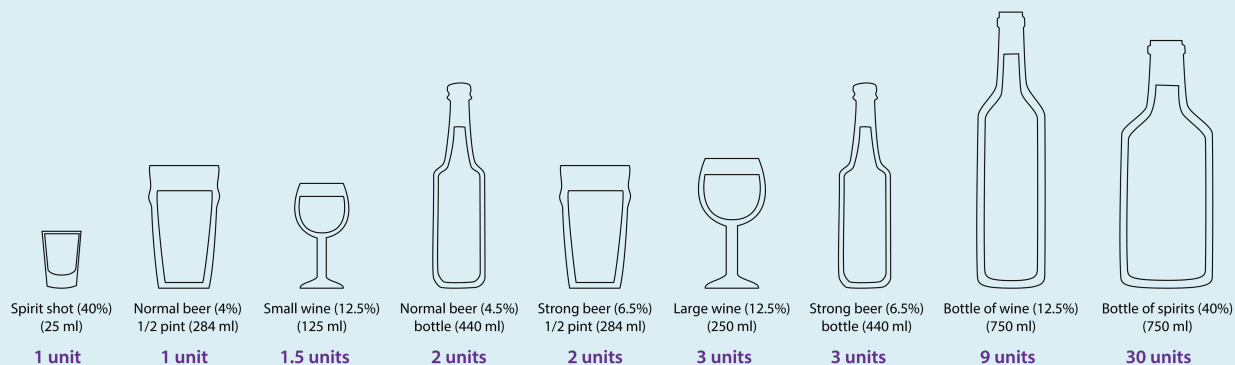 Spirit shot (40%)
(25 ml)
1 unit
Normal beer (4%)
1/2 pint (284 ml)
1 unit
Small wine (12.5%)
(125 ml)
1.5 units
Normal beer (4.5%)
bottle (440 ml)
2 units
Strong beer (6.5%)
1/2 pint (284 ml)
2 units
Large wine (12.5%)
(250 ml)
3 units
Strong beer (6.5%)
bottle (440 ml)
3 units
Bottle of wine (12.5%)
(750 ml)
9 units
Bottle of spirits (40%)
(750 ml)
30 units